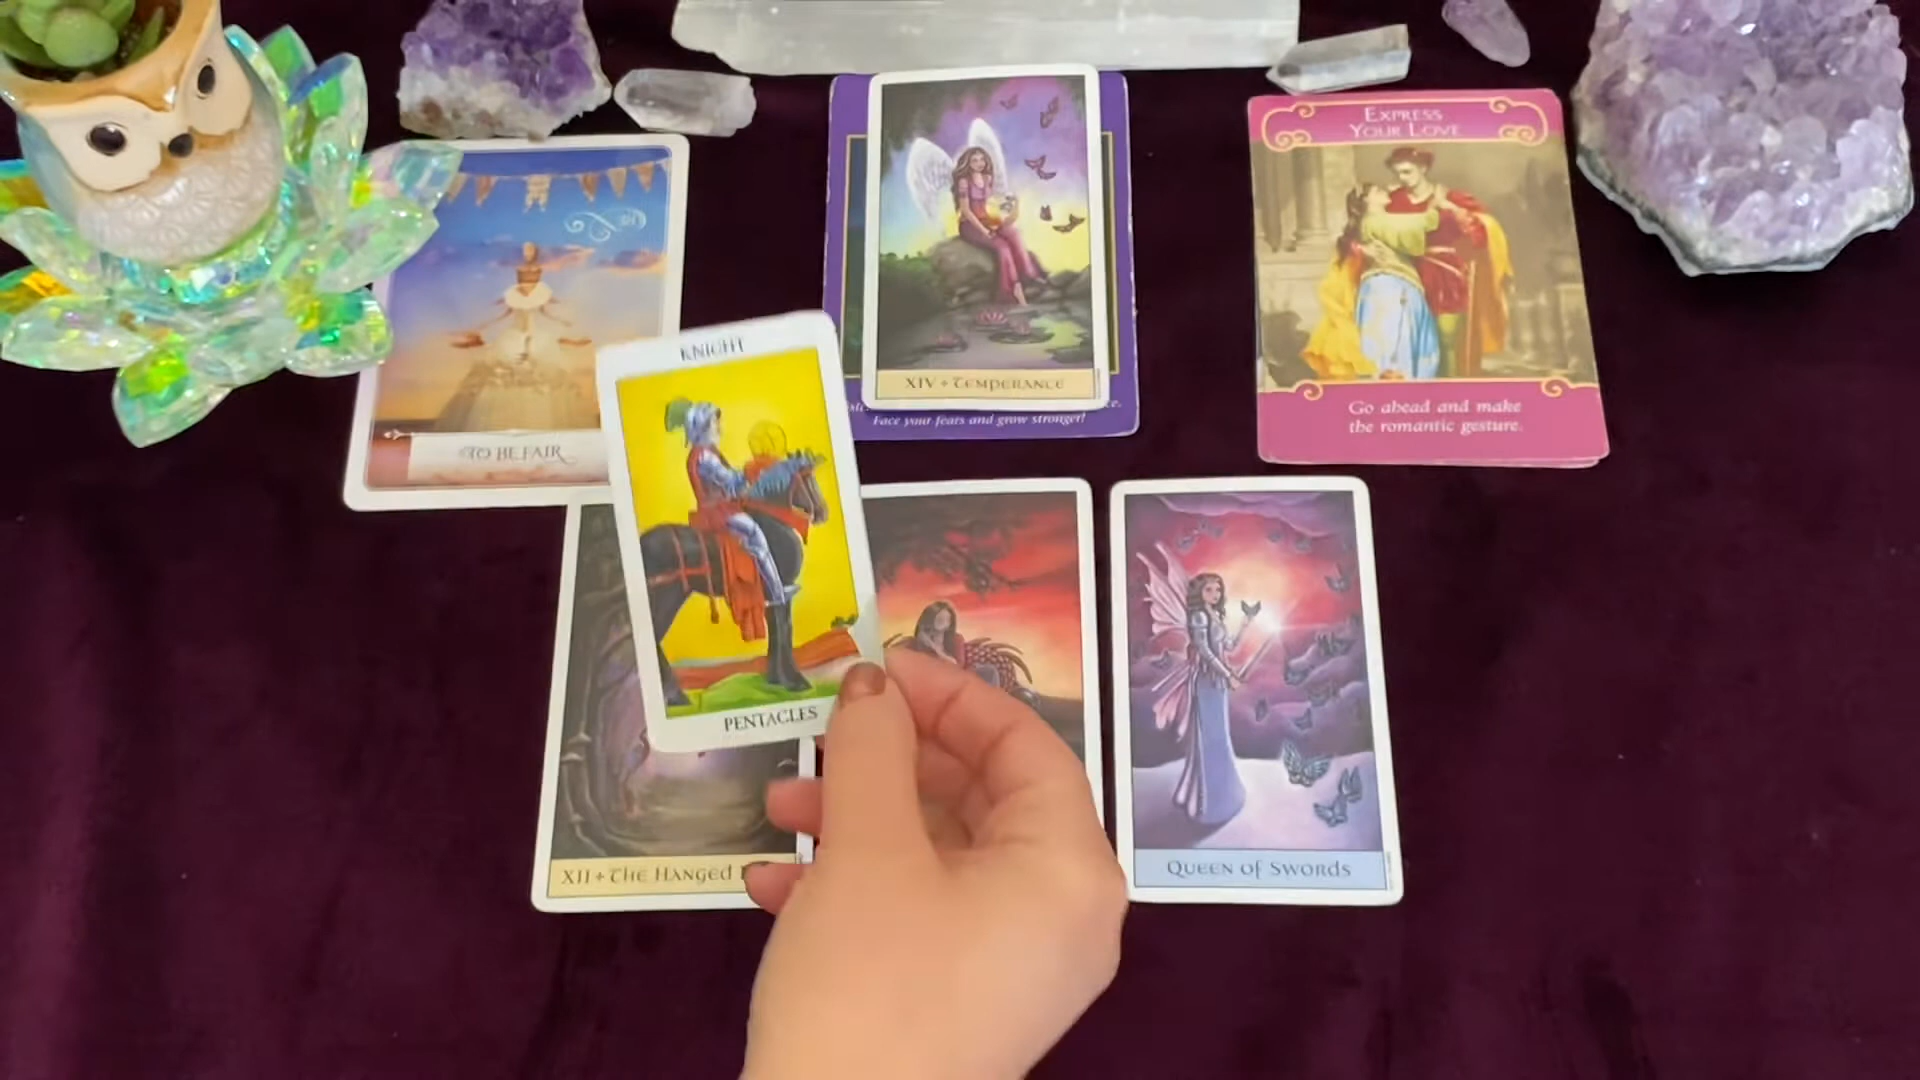 EXPRESS
YOUR LOVE
Go ahead and make
the romantic gesture.
XIV + TEMPERANCE
Face your fears and grow stronger!
TO BE FAIR
KNIGHT
PENTACLES
XII + THE HANGED
QUEEN OF SWORDS